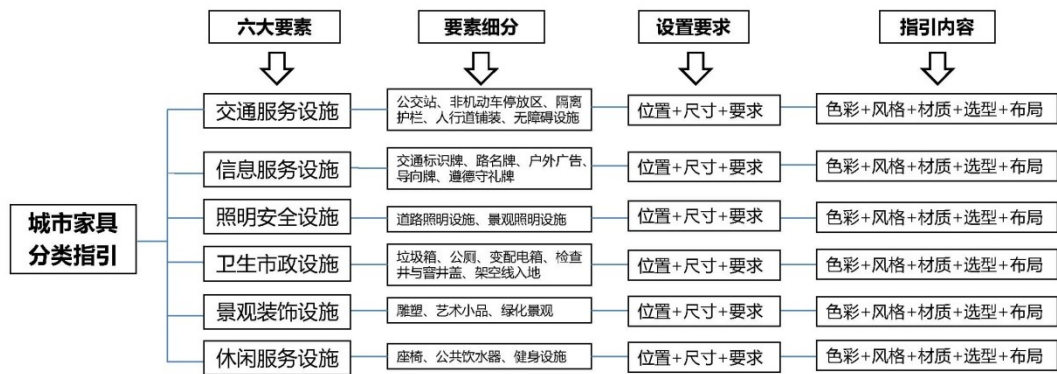 六大要素
要素细分
设置要求
指引内容
城市家具
分类指引
交通服务设施
公交站、非机动车停放区、隔离
护栏、人行道铺装、无障碍设施
位置+尺寸+要求
色彩+风格+材质+选型+布局
信息服务设施
交通标识牌、路名牌、户外广告、
导向牌、遵德守礼牌
位置+尺寸+要求
色彩+风格+材质+选型+布局
照明安全设施
道路照明设施、景观照明设施
位置+尺寸+要求
色彩+风格+材质+选型+布局
卫生市政设施
垃圾箱、公厕、变配电箱、检查
井与窨井盖、架空线入地
位置+尺寸+要求
色彩+风格+材质+选型+布局
景观装饰设施
雕塑、艺术小品、绿化景观
位置+尺寸+要求
色彩+风格+材质+选型+布局
休闲服务设施
座椅、公共饮水器、健身设施
位置+尺寸+要求
色彩+风格+材质+选型+布局